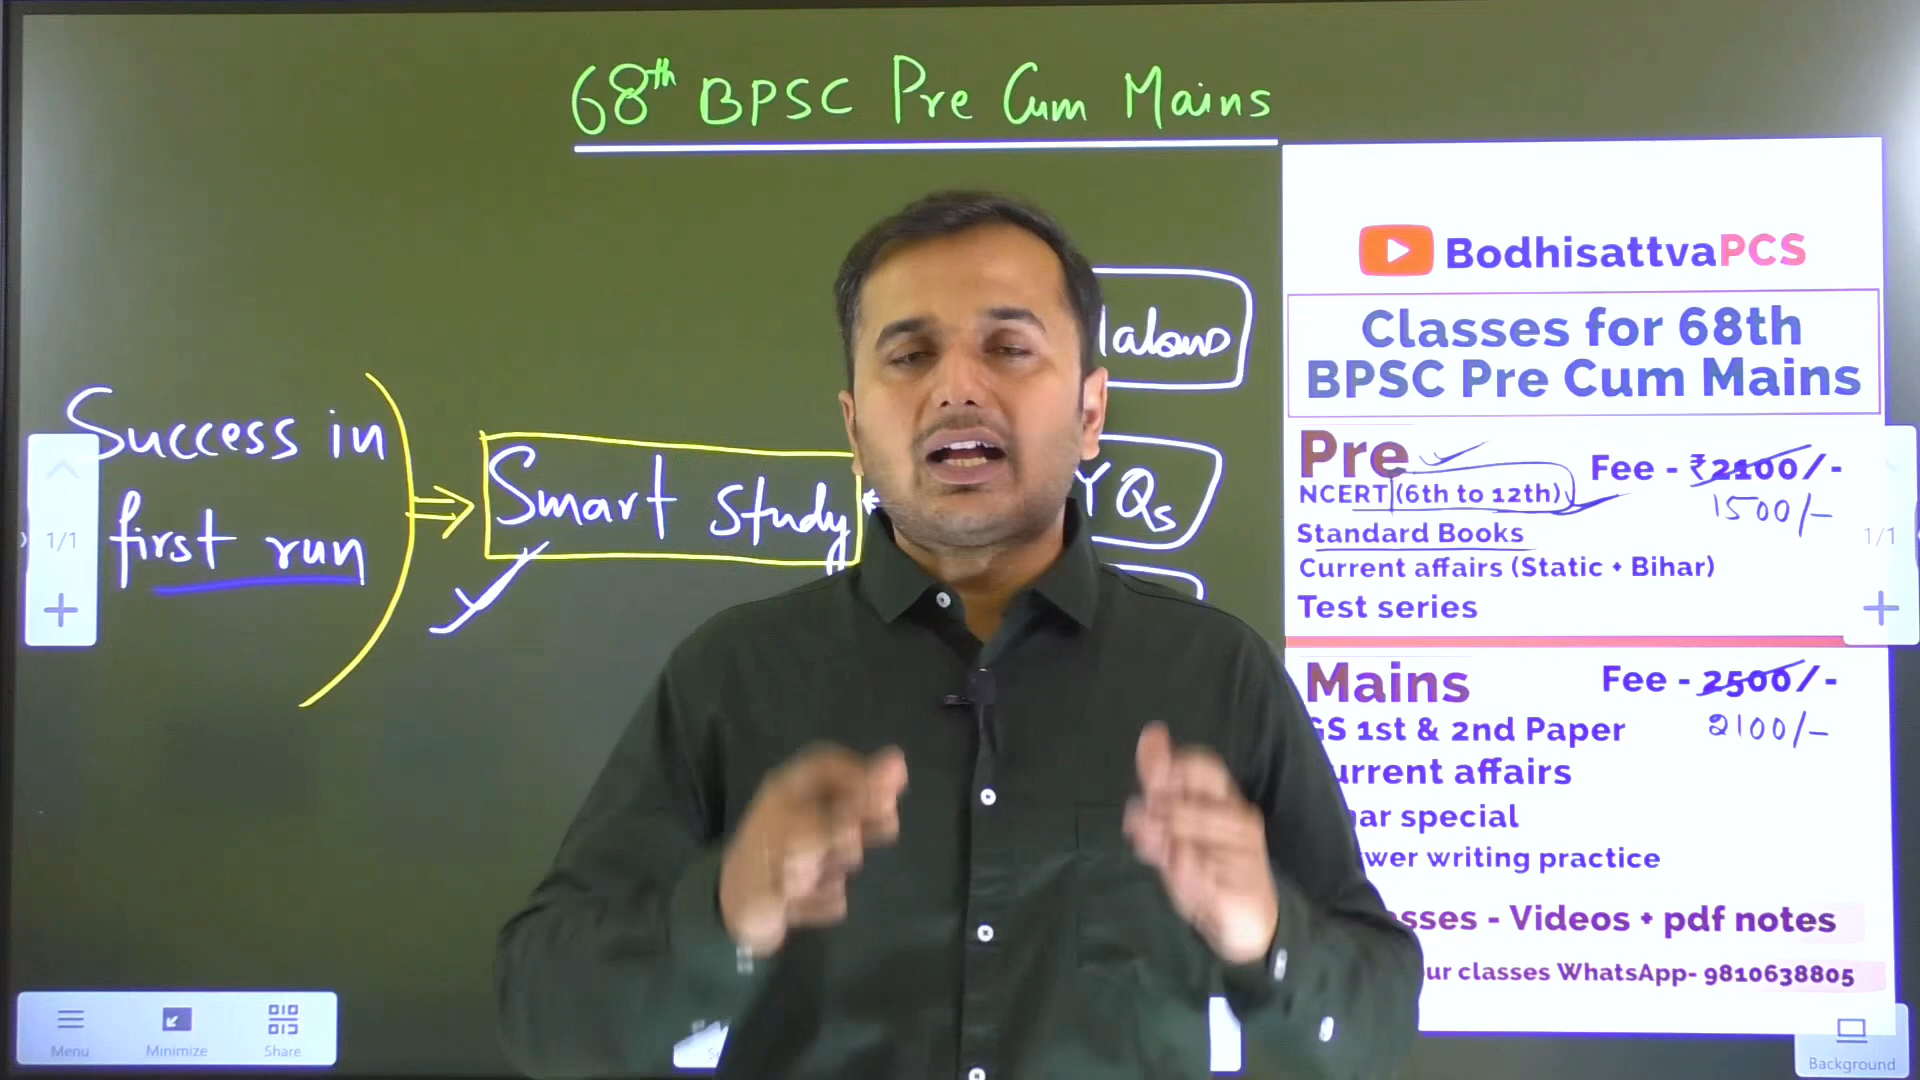 68th BPSC Pre Cum Mains
Success in
first run
Smart study
YQs
BodhisattvaPCS
Classes for 68th
BPSC Pre Cum Mains
Pre
Fee - ₹2100/-
1500/-
NCERT (6th to 12th)
Standard Books
Current affairs (Static + Bihar)
Test series
Mains
Fee - 2500/-
2100/-
GS 1st & 2nd Paper
urrent affairs
ar special
wer writing practice
sses - Videos + pdf notes
ur classes WhatsApp- 9810638805
1/1
1/1
Menu
Minimize
Share
Background